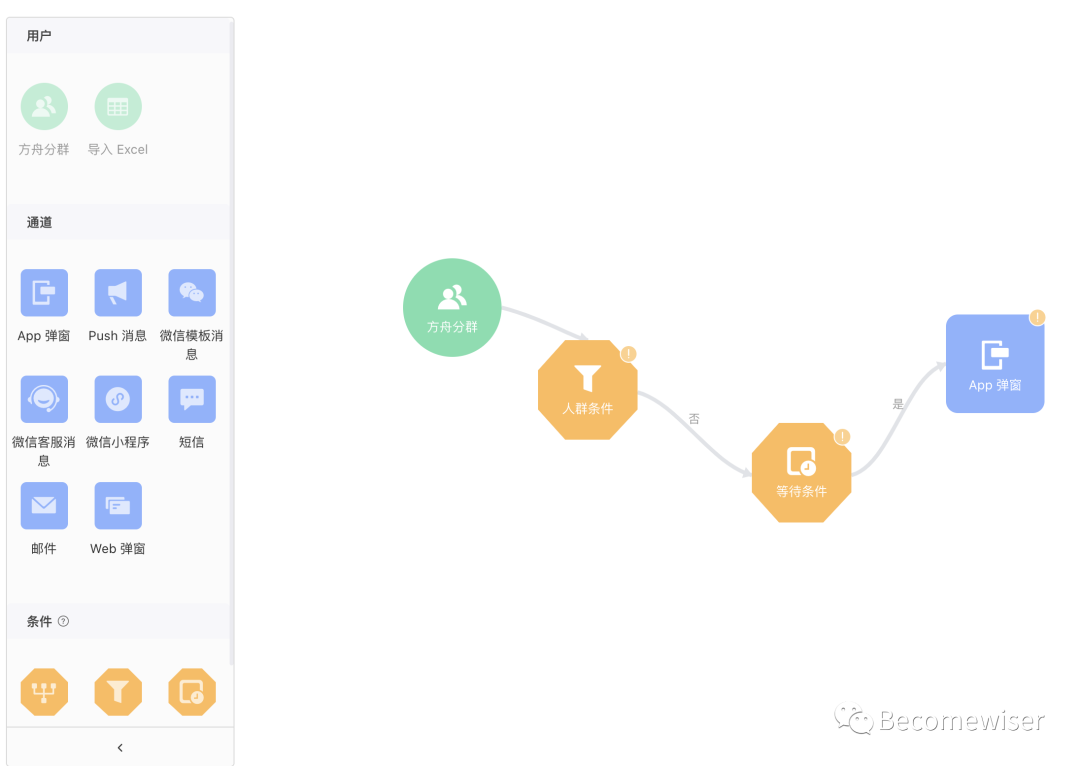 用户
方舟分群
导入 Excel
通道
App 弹窗
Push 消息
微信模板消
息
微信客服消
息
微信小程序
短信
邮件
Web 弹窗
条件
方舟分群
人群条件
否
等待条件
是
App 弹窗
Becomewiser